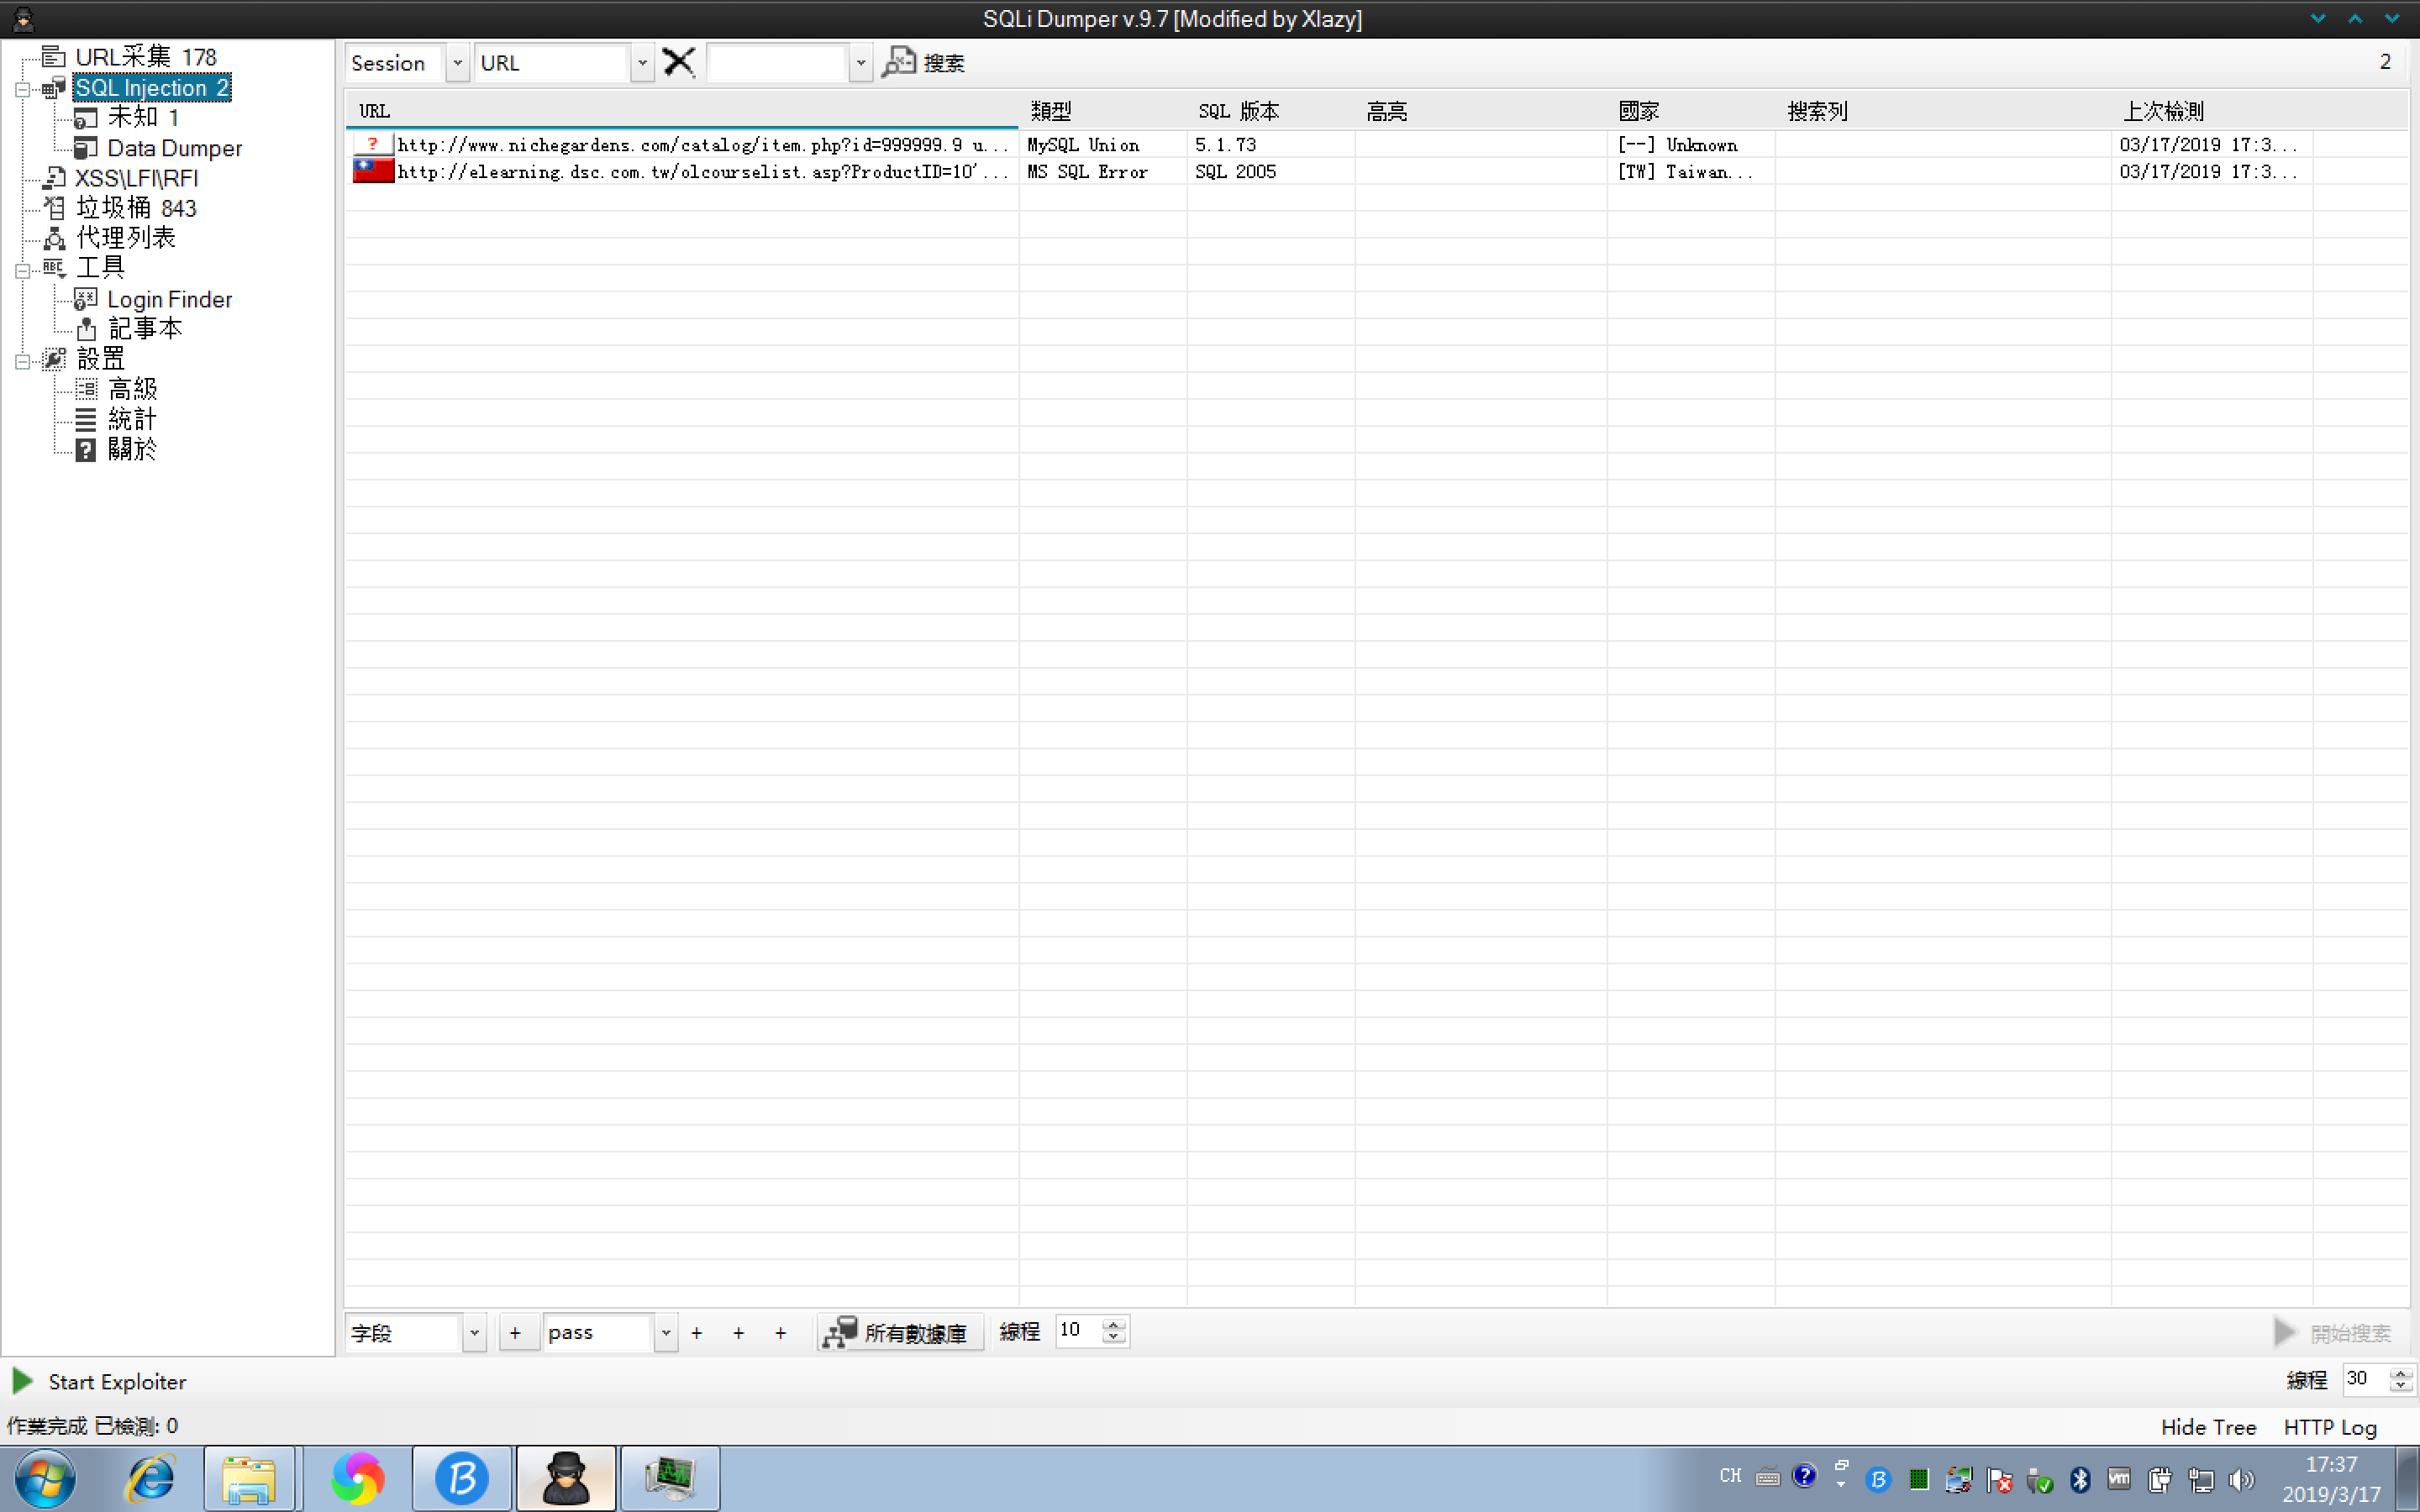 SQLi Dumper v.9.7 [Modified by Xlazy]
URL采集 178
SQL Injection 2
未知 1
Data Dumper
XSS\LFI\RFI
垃圾桶 843
代理列表
工具
Login Finder
記事本
設置
高級
統計
關於
Session URL 搜索 2
URL 類型 SQL 版本 高亮 國家 搜索列 上次檢測
? http://www.nichegardens.com/catalog/item.php?id=999999.9 u... MySQL Union 5.1.73 [--] Unknown 03/17/2019 17:3...
http://elearning.dsc.com.tw/olcourselist.asp?ProductID=10'... MS SQL Error SQL 2005 [TW] Taiwan... 03/17/2019 17:3...
字段 + pass + + + 所有數據庫 線程 10 開始搜索
Start Exploiter 線程 30
作業完成 已檢測: 0 Hide Tree HTTP Log
CH 17:37
2019/3/17